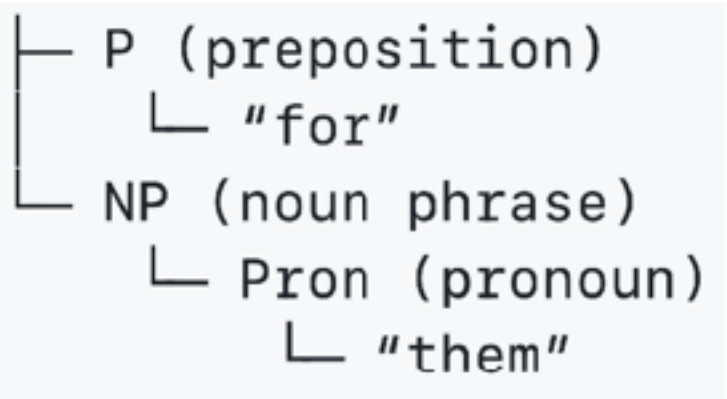 ├─ P (preposition)
│  └─ “for”
└─ NP (noun phrase)
   └─ Pron (pronoun)
      └─ “them”